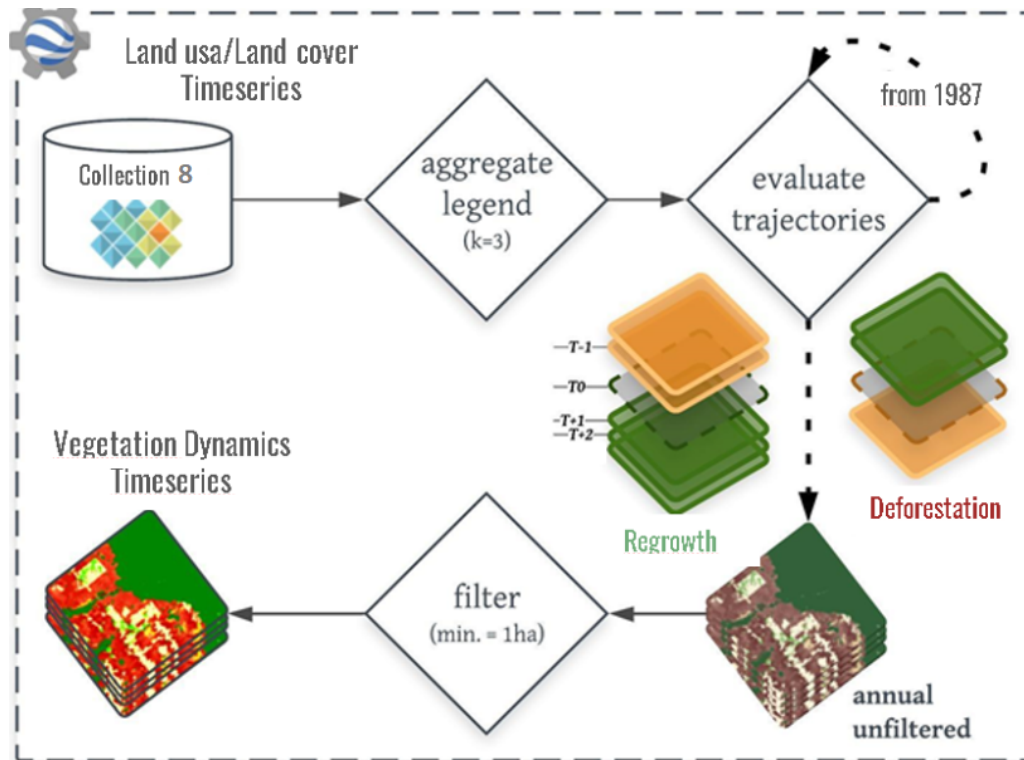 Land usa/Land cover
Timeseries
Collection 8
aggregate
legend
(k=3)
evaluate
trajectories
from 1987
T-1
T0
T+1
T+2
Regrowth
Deforestation
Vegetation Dynamics
Timeseries
filter
(min. = 1ha)
annual
unfiltered